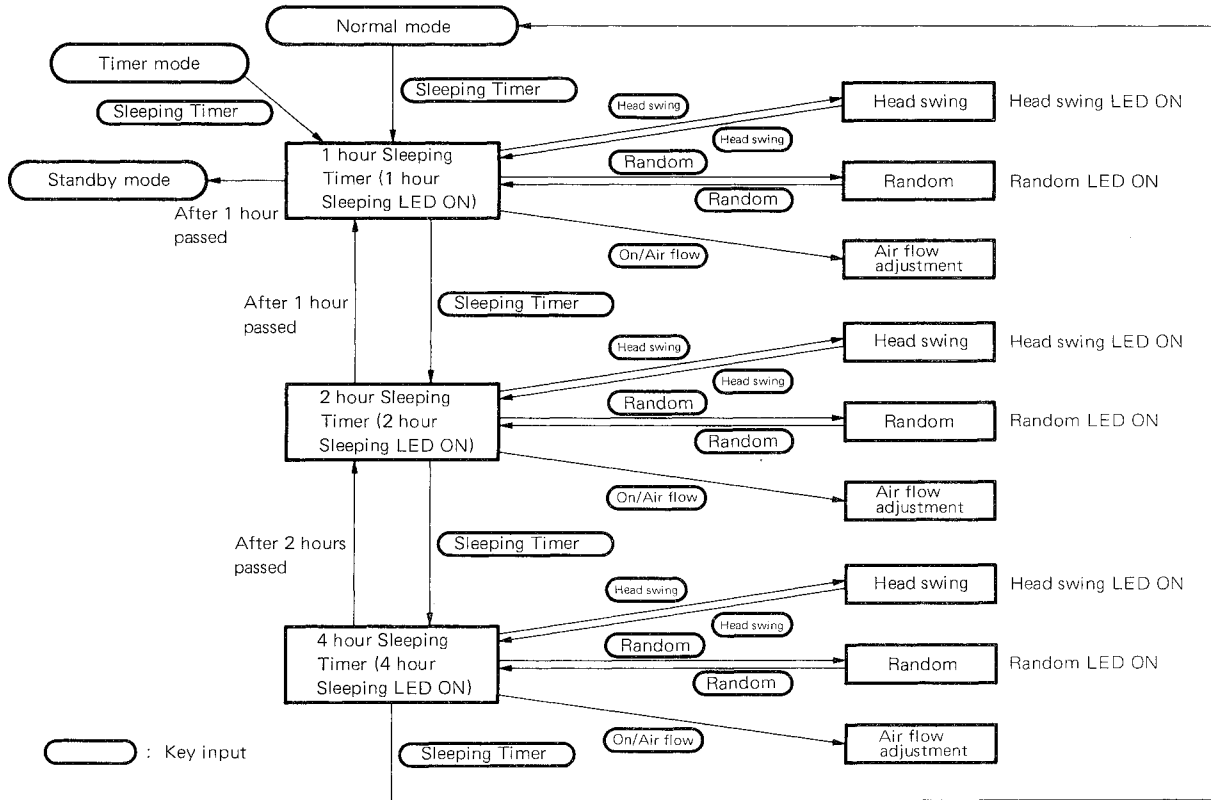 Normal mode
Timer mode
Sleeping Timer
Sleeping Timer
Head swing
Head swing
Head swing
Head swing LED ON
1 hour Sleeping
Timer (1 hour
Sleeping LED ON)
Standby mode
After 1 hour
passed
Random
Random
Random
Random LED ON
On/Air flow
Air flow
adjustment
After 1 hour
passed
Sleeping Timer
Head swing
Head swing
Head swing
Head swing LED ON
2 hour Sleeping
Timer (2 hour
Sleeping LED ON)
Random
Random
Random
Random LED ON
On/Air flow
Air flow
adjustment
After 2 hours
passed
Sleeping Timer
Head swing
Head swing
Head swing
Head swing LED ON
4 hour Sleeping
Timer (4 hour
Sleeping LED ON)
Random
Random
Random
Random LED ON
On/Air flow
Air flow
adjustment
: Key input
Sleeping Timer